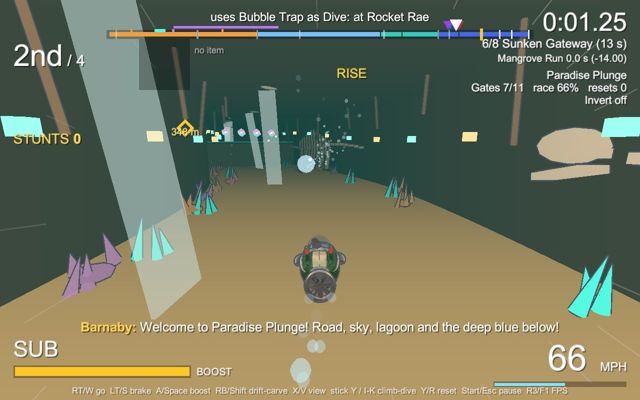 uses Bubble Trap as Dive: at Rocket Rae
0:01.25
2nd / 4
no item
6/8 Sunken Gateway (13 s)
Mangrove Run 0.0 s (-14.00)
RISE
Paradise Plunge
Gates 7/11 race 66% resets 0
Invert off
STUNTS 0
Barnaby: Welcome to Paradise Plunge! Road, sky, lagoon and the deep blue below!
SUB
BOOST
66 MPH
RT/W go LT/S brake A/Space boost RB/Shift drift-carve X/V view stick Y / I-K climb-dive Y/R reset Start/Esc pause R3/F1 FPS